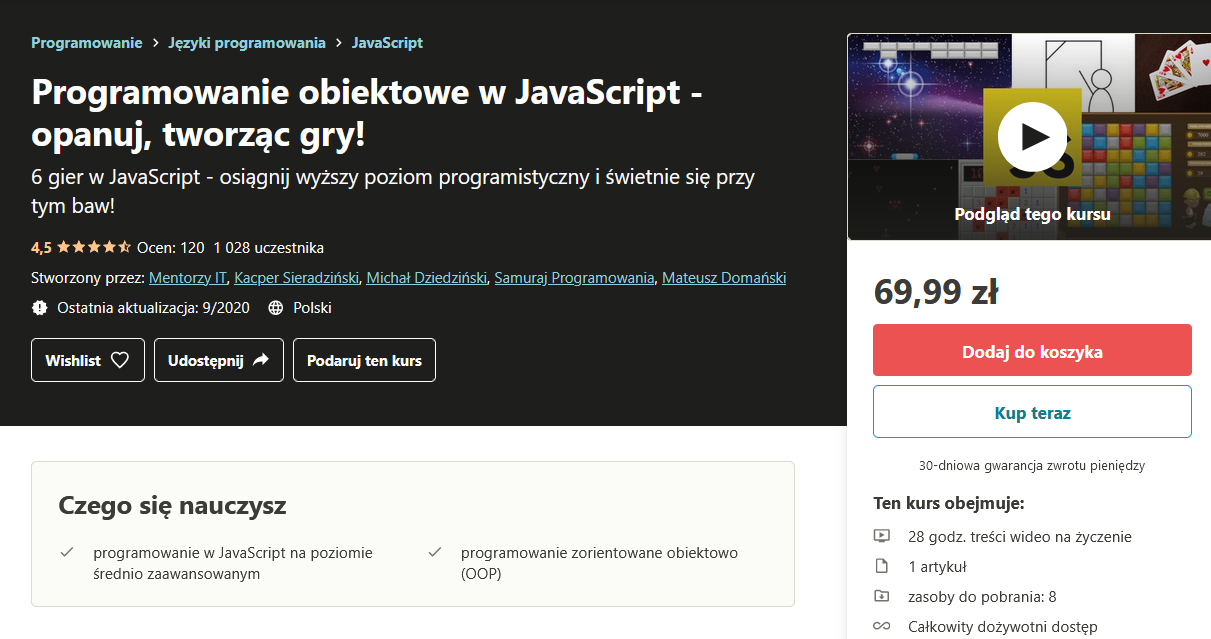 Programowanie > Języki programowania > JavaScript
Programowanie obiektowe w JavaScript -
opanuj, tworząc gry!
6 gier w JavaScript - osiągnij wyższy poziom programistyczny i świetnie się przy
tym baw!
4,5 Ocen: 120 1 028 uczestnika
Stworzony przez: Mentorzy IT, Kacper Sieradziński, Michał Dziedziński, Samuraj Programowania, Mateusz Domański
Ostatnia aktualizacja: 9/2020 Polski
Wishlist Udostępnij Podaruj ten kurs
Czego się nauczysz
programowanie w JavaScript na poziomie
średnio zaawansowanym
programowanie zorientowane obiektowo
(OOP)
Podgląd tego kursu
69,99 zł
Dodaj do koszyka
Kup teraz
30-dniowa gwarancja zwrotu pieniędzy
Ten kurs obejmuje:
28 godz. treści wideo na życzenie
1 artykuł
zasoby do pobrania: 8
Całkowity dożywotni dostęp